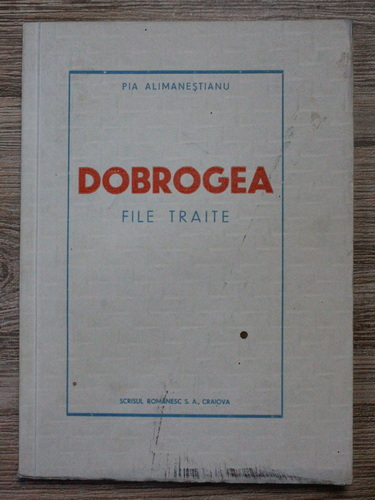 PIA ALIMANEȘTIANU
DOBROGEA
FILE TRAITE
SCRISUL ROMÂNESC S. A., CRAIOVA